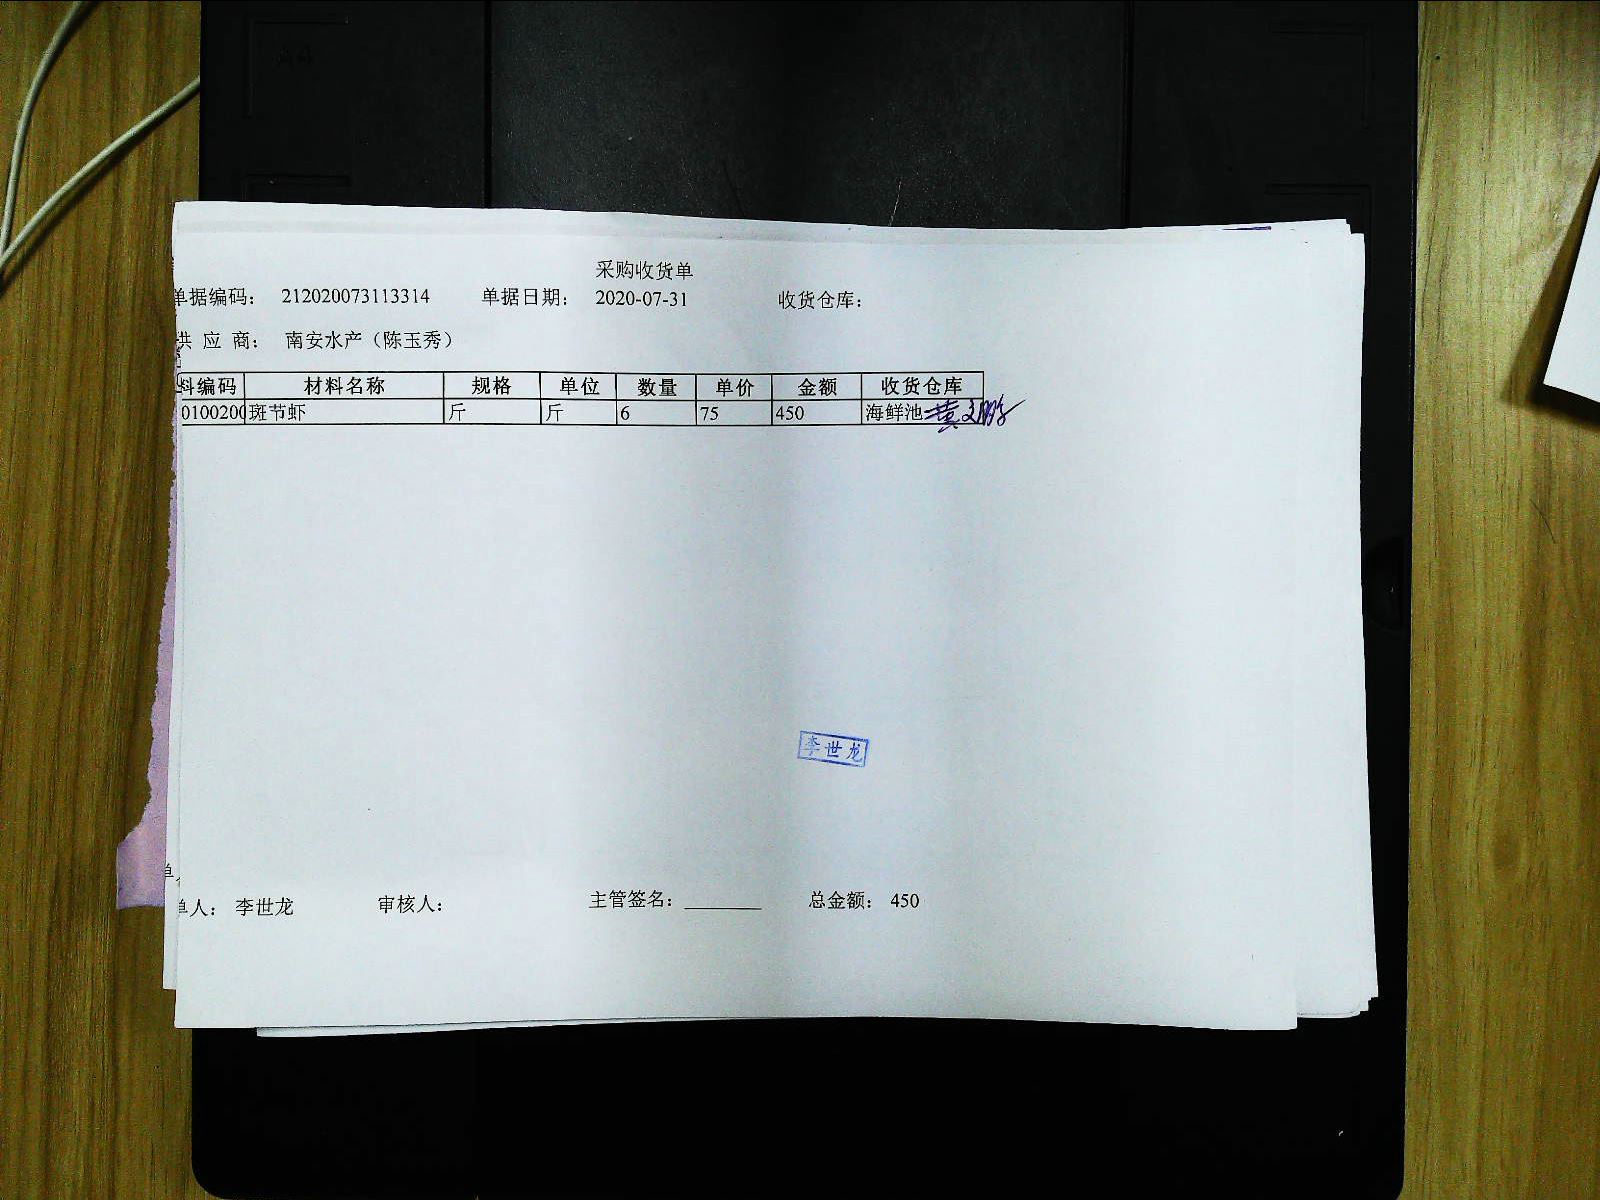 采购收货单
单据编码： 212020073113314 单据日期： 2020-07-31 收货仓库：
供 应 商： 南安水产（陈玉秀）
料编码 材料名称 规格 单位 数量 单价 金额 收货仓库
0100200 斑节虾 斤 斤 6 75 450 海鲜池
李世龙
单人： 李世龙 审核人： 主管签名： 总金额： 450